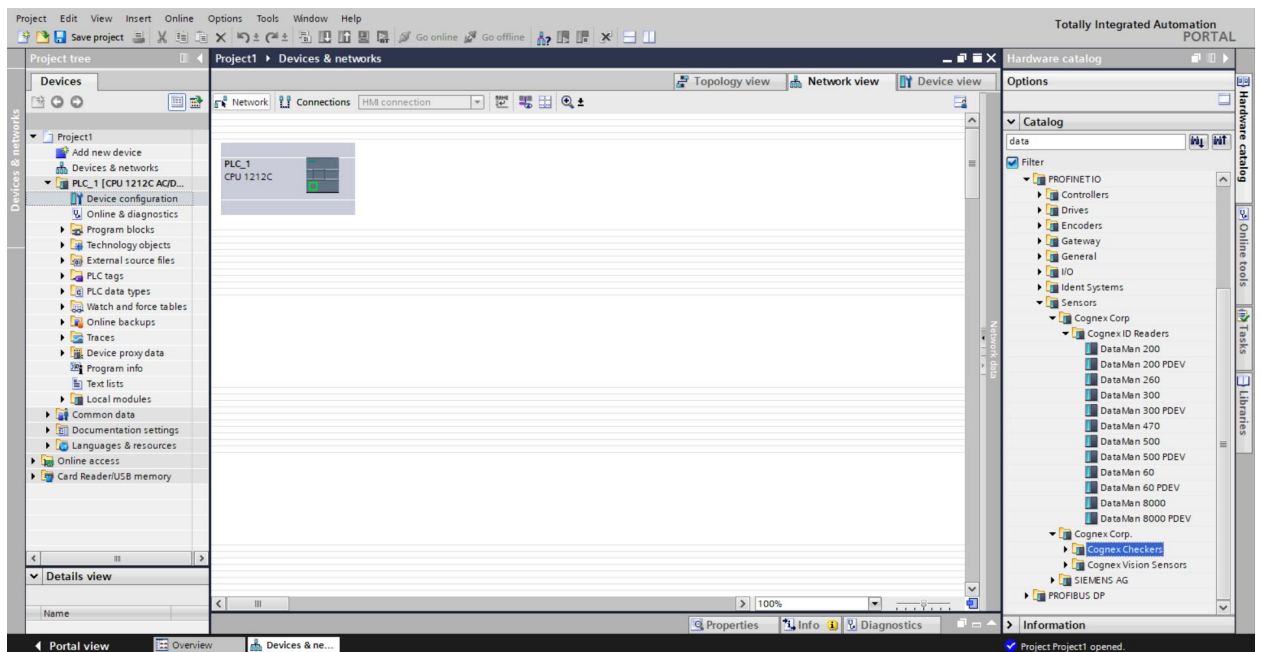 Project Edit View Insert Online Options Tools Window Help
Totally Integrated Automation
PORTAL
Save project
Go online Go offline
Project tree
Project1 Devices & networks
Hardware catalog
Devices
Topology view Network view Device view
Options
Network Connections HMI connection
Devices & networks
Project1
Add new device
Devices & networks
PLC_1 [CPU 1212C AC/D...
Device configuration
Online & diagnostics
Program blocks
Technology objects
External source files
PLC tags
PLC data types
Watch and force tables
Online backups
Traces
Device proxy data
Program info
Text lists
Local modules
Common data
Documentation settings
Languages & resources
Online access
Card Reader/USB memory
Details view
Name
PLC_1
CPU 1212C
Network data
100%
Properties Info Diagnostics
Catalog
data
Filter
PROFINET IO
Controllers
Drives
Encoders
Gateway
General
I/O
Ident Systems
Sensors
Cognex Corp
Cognex ID Readers
DataMan 200
DataMan 200 PDEV
DataMan 260
DataMan 300
DataMan 300 PDEV
DataMan 470
DataMan 500
DataMan 500 PDEV
DataMan 60
DataMan 60 PDEV
DataMan 8000
DataMan 8000 PDEV
Cognex Corp.
Cognex Checkers
Cognex Vision Sensors
SIEMENS AG
PROFIBUS DP
Information
Hardware catalog
Online tools
Tasks
Libraries
Portal view Overview Devices & ne...
Project Project1 opened.